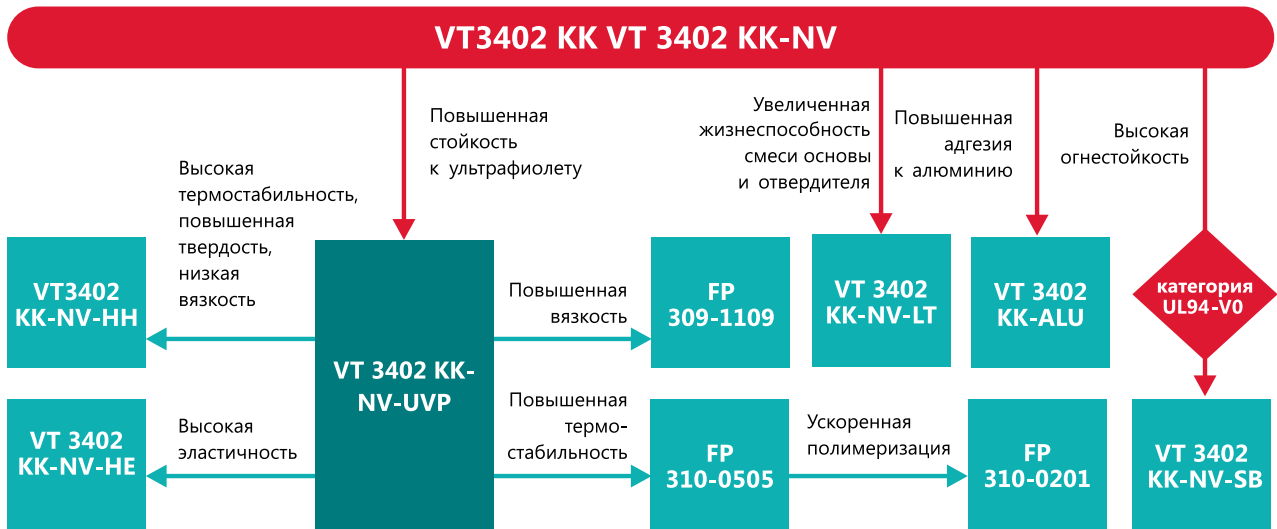 VT3402 KK VT 3402 KK-NV
Повышенная
стойкость
к ультрафиолету
Увеличенная
жизнеспособность
смеси основы
и отвердителя
Повышенная
адгезия
к алюминию
Высокая
огнестойкость
Высокая
термостабильность,
повышенная
твердость,
низкая
вязкость
VT3402
KK-NV-HH
VT 3402 KK-
NV-UVP
Повышенная
вязкость
FP
309-1109
VT 3402
KK-NV-LT
VT 3402
KK-ALU
категория
UL94-V0
VT 3402
KK-NV-HE
Высокая
эластичность
Повышенная
термо-
стабильность
FP
310-0505
Ускоренная
полимеризация
FP
310-0201
VT 3402
KK-NV-SB